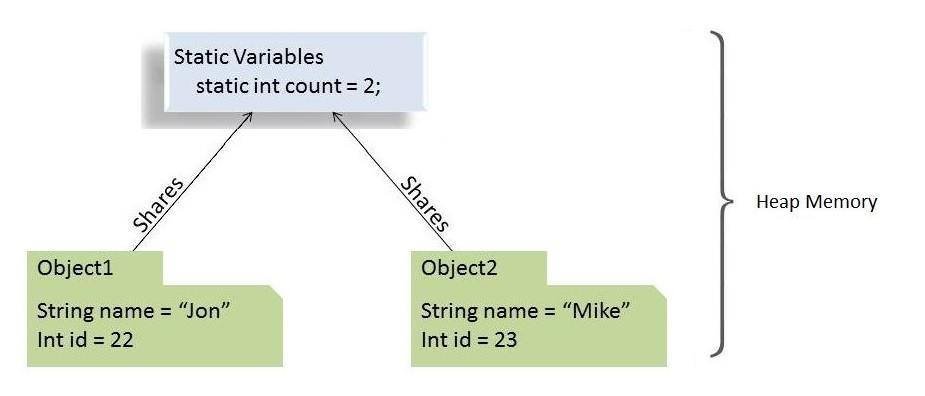 Static Variables
static int count = 2;
Shares
Shares
Heap Memory
Object1
String name = “Jon”
Int id = 22
Object2
String name = “Mike”
Int id = 23